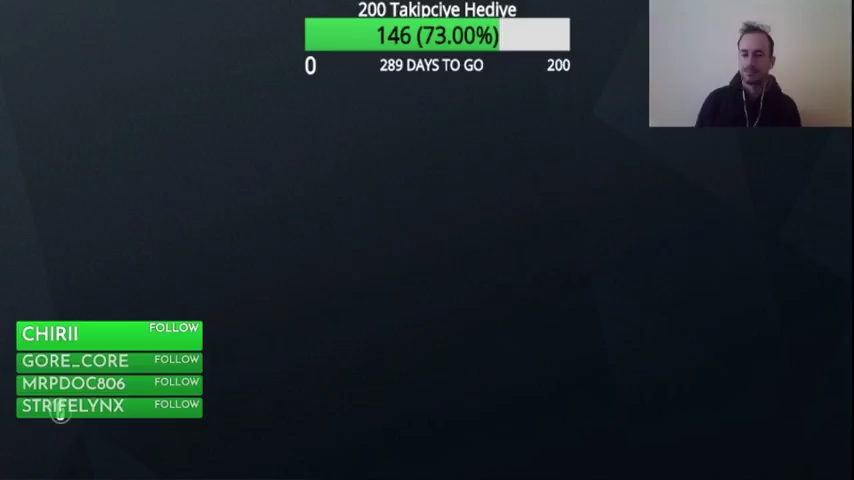 200 Takipciye Hediye
146 (73.00%)
0 289 DAYS TO GO 200
CHIRII FOLLOW
GORE_CORE FOLLOW
MRPDOC806 FOLLOW
STRIFELYNX FOLLOW